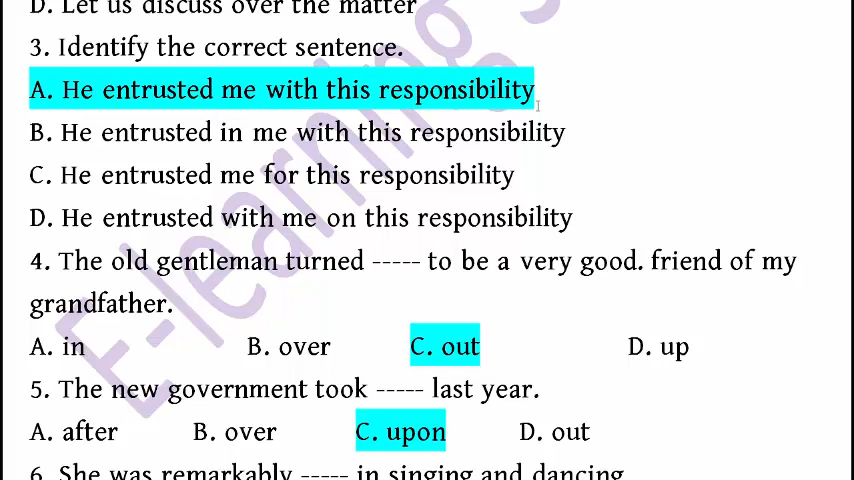 D. Let us discuss over the matter
3. Identify the correct sentence.
A. He entrusted me with this responsibility
B. He entrusted in me with this responsibility
C. He entrusted me for this responsibility
D. He entrusted with me on this responsibility
4. The old gentleman turned ----- to be a very good. friend of my
grandfather.
A. in B. over C. out D. up
5. The new government took ----- last year.
A. after B. over C. upon D. out
6. She was remarkably ----- in singing and dancing
E-learning